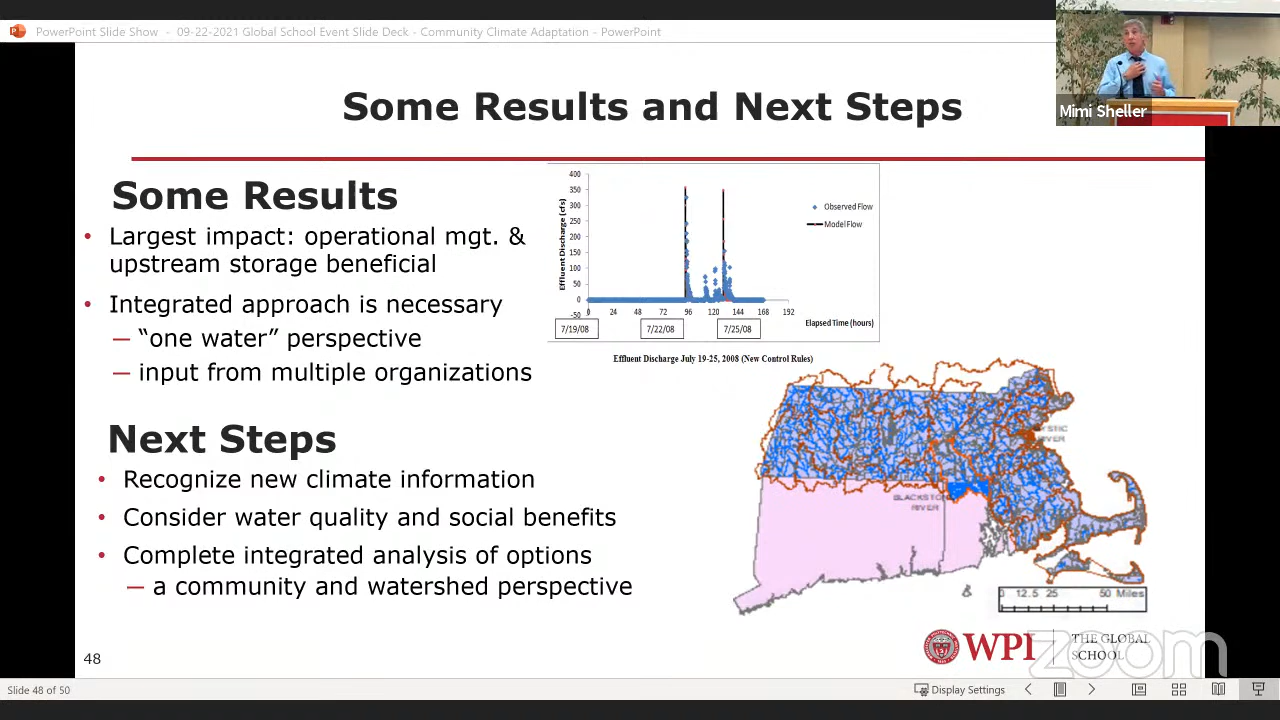 PowerPoint Slide Show - 09-22-2021 Global School Event Slide Deck - Community Climate Adaptation - PowerPoint
Mimi Sheller
Some Results and Next Steps
Some Results
• Largest impact: operational mgt. &
upstream storage beneficial
• Integrated approach is necessary
— “one water” perspective
— input from multiple organizations
400
350
300
250
200
150
100
50
0
-50
Effluent Discharge (cfs)
Observed Flow
Model Flow
0 24 48 72 96 120 144 168 192
Elapsed Time (hours)
7/19/08 7/22/08 7/25/08
Effluent Discharge July 19-25, 2008 (New Control Rules)
Next Steps
• Recognize new climate information
• Consider water quality and social benefits
• Complete integrated analysis of options
— a community and watershed perspective
MYSTIC
RIVER
BLACKSTONE
RIVER
0 12.5 25 50 Miles
48
WPI
THE GLOBAL
SCHOOL
zoom
Slide 48 of 50
Display Settings